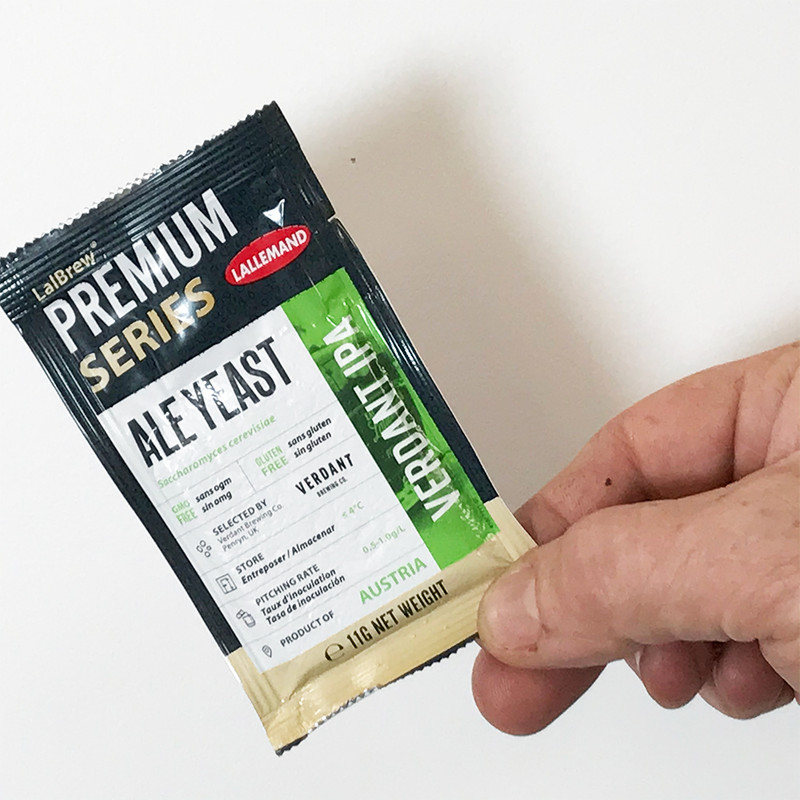 LalBrew®
PREMIUM
SERIES
LALLEMAND
ALE YEAST
Saccharomyces cerevisiae
GMO FREE
sans ogm
sin omg
GLUTEN FREE
sans gluten
sin gluten
SELECTED BY
Verdant Brewing Co.
Penryn, UK
VERDANT
BREWING CO.
STORE
Entreposer / Almacenar
4°C
PITCHING RATE
Taux d'inoculation
Tasa de inoculación
0.5-1.0g/L
PRODUCT OF
AUSTRIA
℮ 11G NET WEIGHT
VERDANT IPA